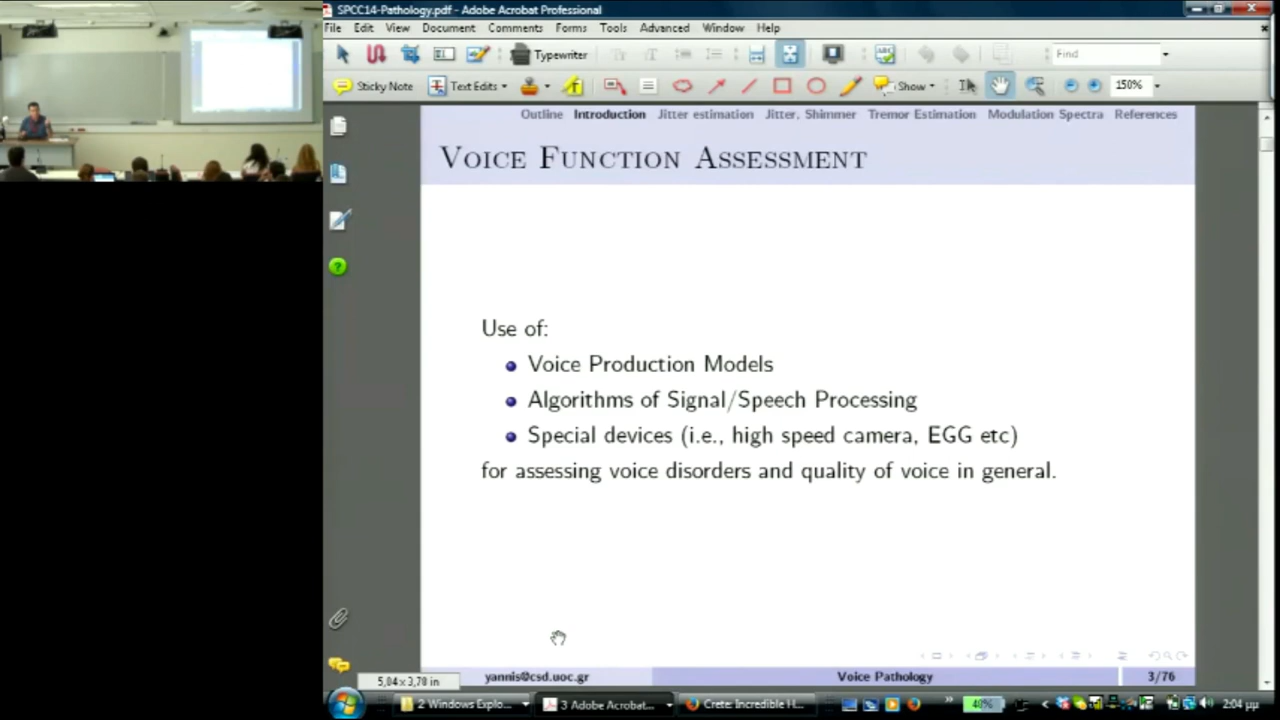 SPCC14-Pathology.pdf - Adobe Acrobat Professional
File Edit View Document Comments Forms Tools Advanced Window Help
Typewriter
Find
Sticky Note
Text Edits
Show
150%
Outline Introduction Jitter estimation Jitter, Shimmer Tremor Estimation Modulation Spectra References
VOICE FUNCTION ASSESSMENT
Use of:
Voice Production Models
Algorithms of Signal/Speech Processing
Special devices (i.e., high speed camera, EGG etc)
for assessing voice disorders and quality of voice in general.
5,04 x 3,78 in
yannis@csd.uoc.gr
Voice Pathology
3/76
2 Windows Explo...
3 Adobe Acrobat...
Crete: Incredible H...
40%
2:04 μμ